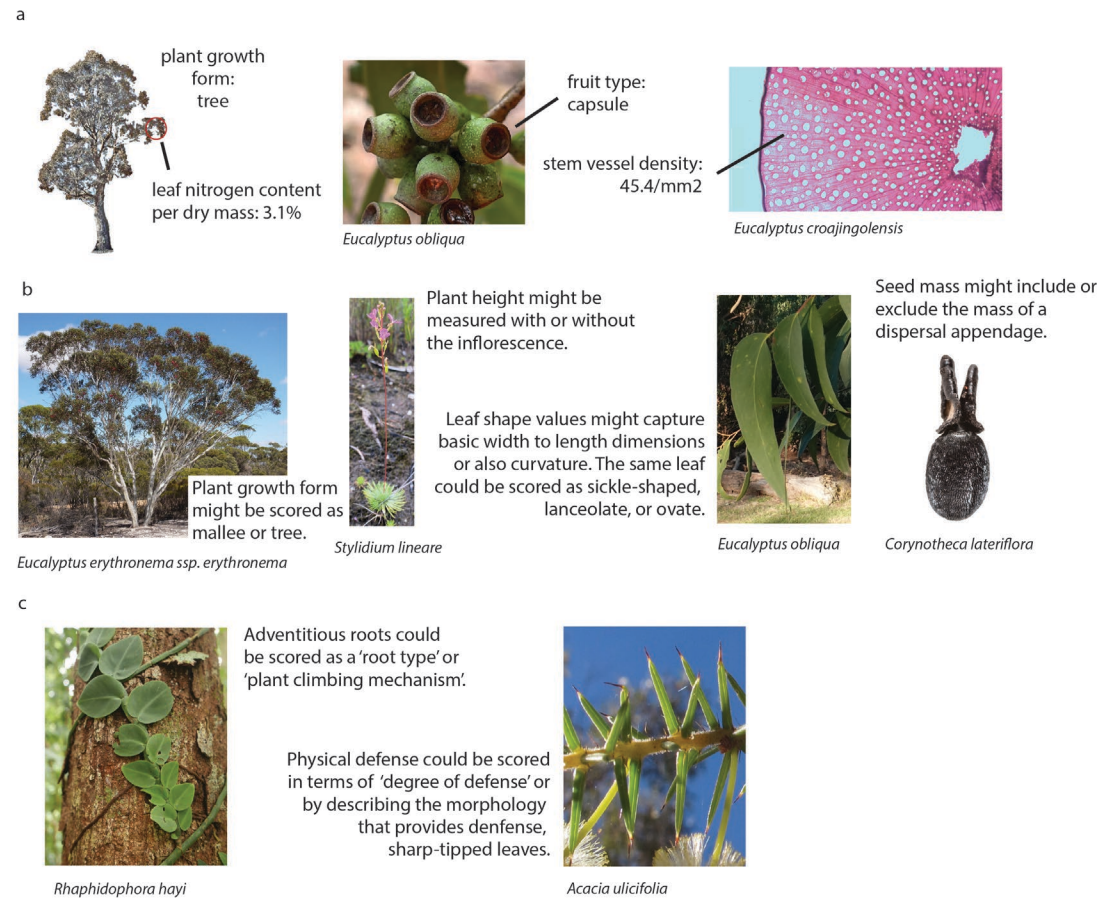 a
plant growth
form:
tree
leaf nitrogen content
per dry mass: 3.1%
fruit type:
capsule
Eucalyptus obliqua
stem vessel density:
45.4/mm2
Eucalyptus croajingolensis
b
Plant growth form
might be scored as
mallee or tree.
Eucalyptus erythronema ssp. erythronema
Plant height might be
measured with or without
the inflorescence.
Stylidium lineare
Leaf shape values might capture
basic width to length dimensions
or also curvature. The same leaf
could be scored as sickle-shaped,
lanceolate, or ovate.
Eucalyptus obliqua
Seed mass might include or
exclude the mass of a
dispersal appendage.
Corynotheca lateriflora
c
Adventitious roots could
be scored as a 'root type' or
'plant climbing mechanism'.
Rhaphidophora hayi
Physical defense could be scored
in terms of 'degree of defense' or
by describing the morphology
that provides denfense,
sharp-tipped leaves.
Acacia ulicifolia